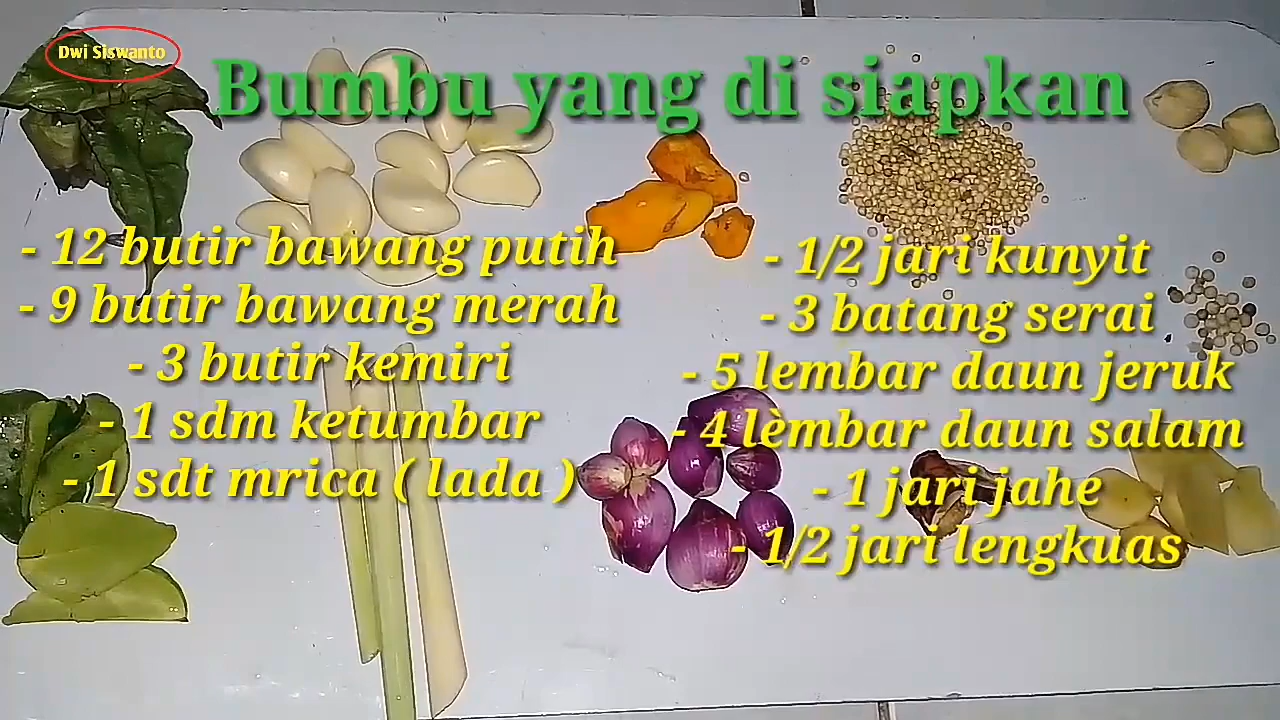 Dwi Siswanto
Bumbu yang di siapkan
- 12 butir bawang putih
- 9 butir bawang merah
- 3 butir kemiri
- 1 sdm ketumbar
- 1 sdt mrica ( lada )
- 1/2 jari kunyit
- 3 batang serai
- 5 lembar daun jeruk
- 4 lèmbar daun salam
- 1 jari jahe
- 1/2 jari lengkuas